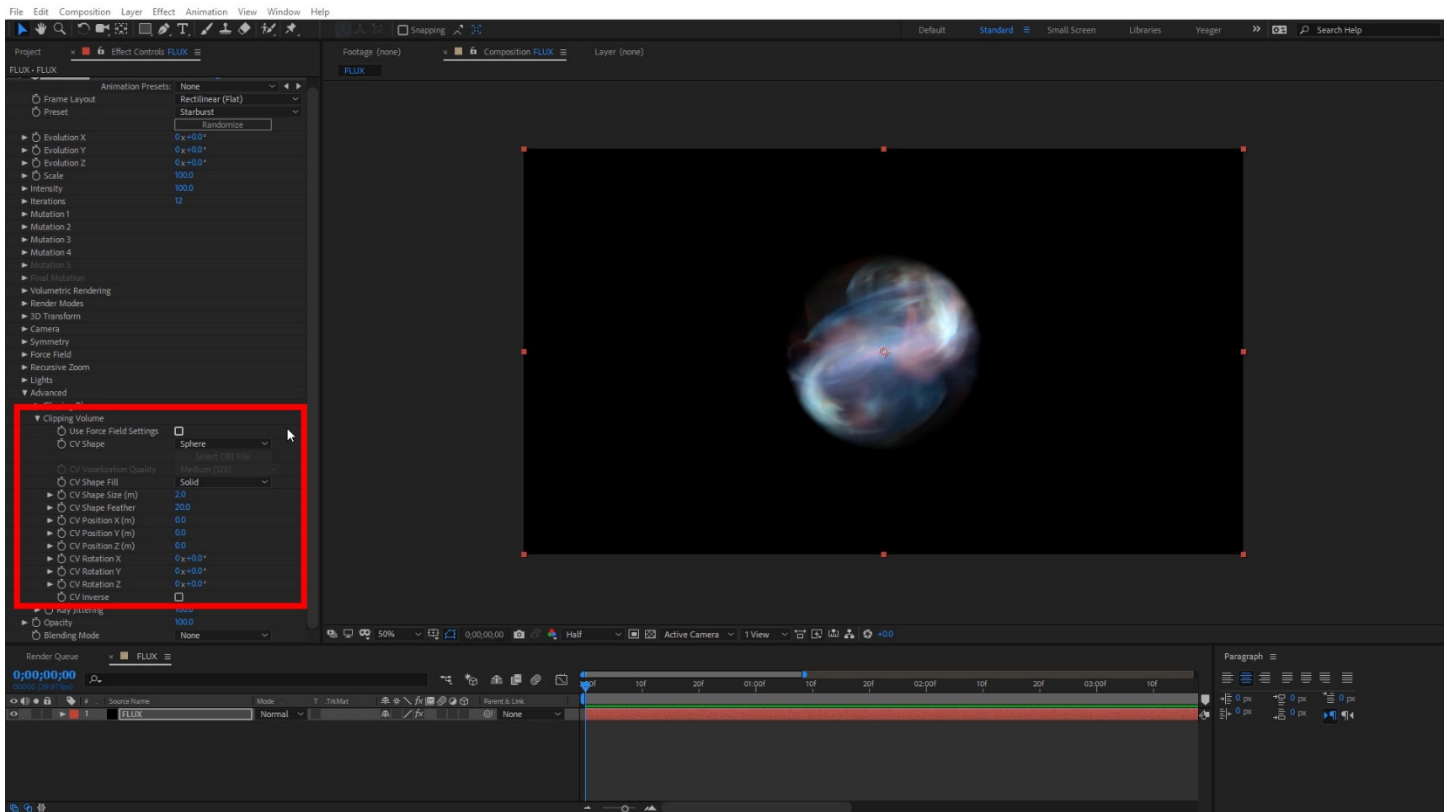 File Edit Composition Layer Effect Animation View Window Help
Snapping Default Standard Small Screen Libraries Yeager Search Help
Project Effect Controls FLUX Footage (none) Composition FLUX Layer (none)
FLUX • FLUX FLUX
Animation Presets: None
Frame Layout Rectilinear (Flat)
Preset Starburst
Randomize
Evolution X 0x+0.0°
Evolution Y 0x+0.0°
Evolution Z 0x+0.0°
Scale 100.0
Intensity 100.0
Iterations 12
Mutation 1
Mutation 2
Mutation 3
Mutation 4
Mutation 5
Final Mutation
Volumetric Rendering
Render Modes
3D Transform
Camera
Symmetry
Force Field
Recursive Zoom
Lights
Advanced
Clipping Volume
Use Force Field Settings
CV Shape Sphere
Select OBJ File
CV Voxelization Quality Medium (128)
CV Shape Fill Solid
CV Shape Size (m) 2.0
CV Shape Feather 20.0
CV Position X (m) 0.0
CV Position Y (m) 0.0
CV Position Z (m) 0.0
CV Rotation X 0x+0.0°
CV Rotation Y 0x+0.0°
CV Rotation Z 0x+0.0°
CV Inverse
Ray Jittering 100.0
Opacity 100.0
Blending Mode None
50% 0;00;00;00 Half Active Camera 1 View +0.0
Render Queue FLUX Paragraph
0;00;00;00
00000 (29.97 fps)
10f 20f 01:00f 10f 20f 02:00f 10f 20f 03:00f 10f
# Source Name Mode T .TrkMat Parent & Link
1 FLUX Normal None
0 px 0 px 0 px
0 px 0 px